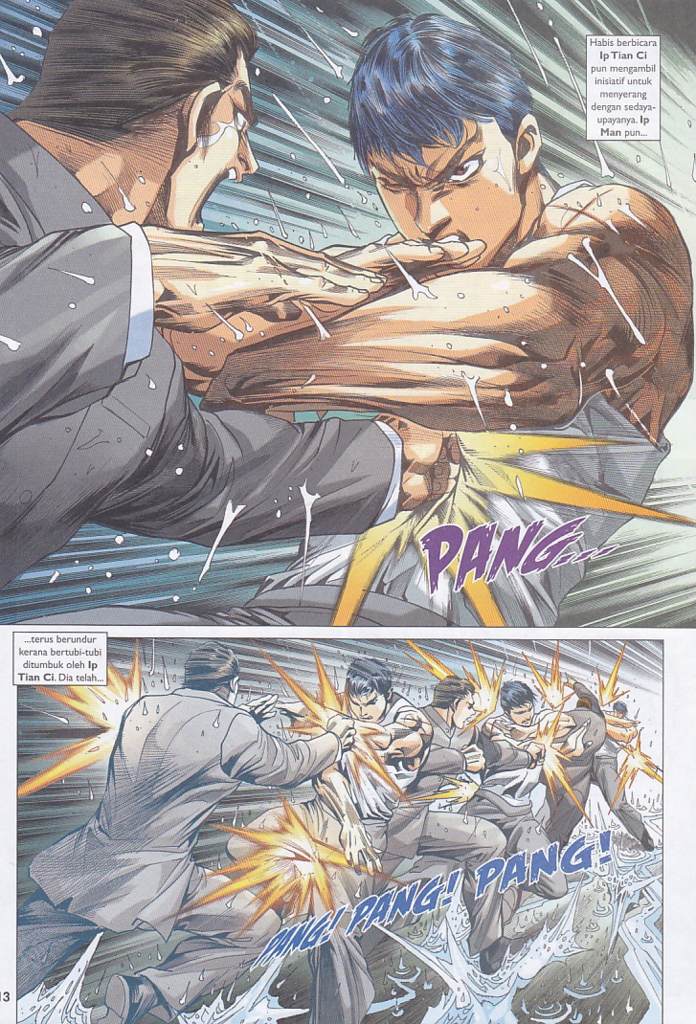 Habis berbicara
Ip Tian Ci
pun mengambil
inisiatif untuk
menyerang
dengan sedaya-
upayanya. Ip
Man pun...
PANG...
...terus berundur
kerana bertubi-tubi
ditumbuk oleh Ip
Tian Ci. Dia telah...
PANG! PANG! PANG!
13